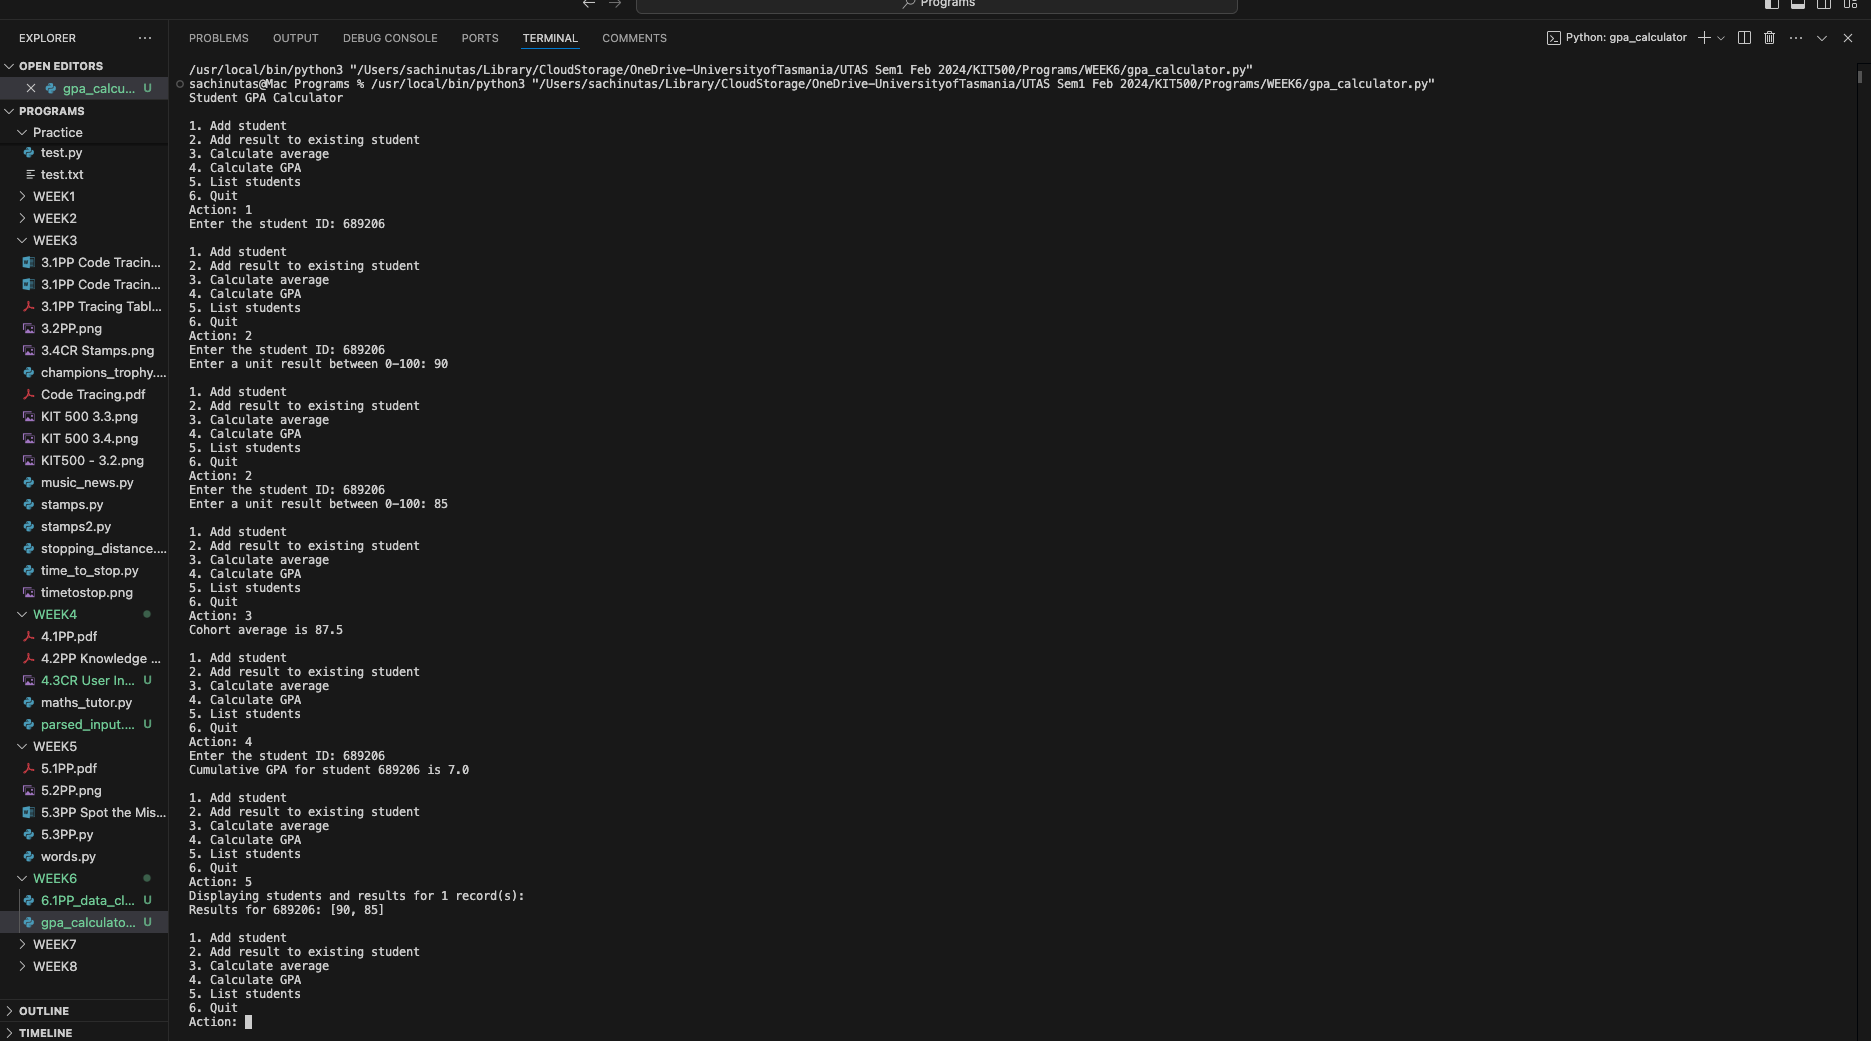 Programs
EXPLORER
OPEN EDITORS
gpa_calcu... U
PROGRAMS
Practice
test.py
test.txt
WEEK1
WEEK2
WEEK3
3.1PP Code Tracin...
3.1PP Code Tracin...
3.1PP Tracing Tabl...
3.2PP.png
3.4CR Stamps.png
champions_trophy....
Code Tracing.pdf
KIT 500 3.3.png
KIT 500 3.4.png
KIT500 - 3.2.png
music_news.py
stamps.py
stamps2.py
stopping_distance....
time_to_stop.py
timetostop.png
WEEK4
4.1PP.pdf
4.2PP Knowledge ...
4.3CR User In... U
maths_tutor.py
parsed_input.... U
WEEK5
5.1PP.pdf
5.2PP.png
5.3PP Spot the Mis...
5.3PP.py
words.py
WEEK6
6.1PP_data_cl... U
gpa_calculato... U
WEEK7
WEEK8
OUTLINE
TIMELINE
PROBLEMS OUTPUT DEBUG CONSOLE PORTS TERMINAL COMMENTS
Python: gpa_calculator
/usr/local/bin/python3 "/Users/sachinutas/Library/CloudStorage/OneDrive-UniversityofTasmania/UTAS Sem1 Feb 2024/KIT500/Programs/WEEK6/gpa_calculator.py"
sachinutas@Mac Programs % /usr/local/bin/python3 "/Users/sachinutas/Library/CloudStorage/OneDrive-UniversityofTasmania/UTAS Sem1 Feb 2024/KIT500/Programs/WEEK6/gpa_calculator.py"
Student GPA Calculator
1. Add student
2. Add result to existing student
3. Calculate average
4. Calculate GPA
5. List students
6. Quit
Action: 1
Enter the student ID: 689206
1. Add student
2. Add result to existing student
3. Calculate average
4. Calculate GPA
5. List students
6. Quit
Action: 2
Enter the student ID: 689206
Enter a unit result between 0-100: 90
1. Add student
2. Add result to existing student
3. Calculate average
4. Calculate GPA
5. List students
6. Quit
Action: 2
Enter the student ID: 689206
Enter a unit result between 0-100: 85
1. Add student
2. Add result to existing student
3. Calculate average
4. Calculate GPA
5. List students
6. Quit
Action: 3
Cohort average is 87.5
1. Add student
2. Add result to existing student
3. Calculate average
4. Calculate GPA
5. List students
6. Quit
Action: 4
Enter the student ID: 689206
Cumulative GPA for student 689206 is 7.0
1. Add student
2. Add result to existing student
3. Calculate average
4. Calculate GPA
5. List students
6. Quit
Action: 5
Displaying students and results for 1 record(s):
Results for 689206: [90, 85]
1. Add student
2. Add result to existing student
3. Calculate average
4. Calculate GPA
5. List students
6. Quit
Action: